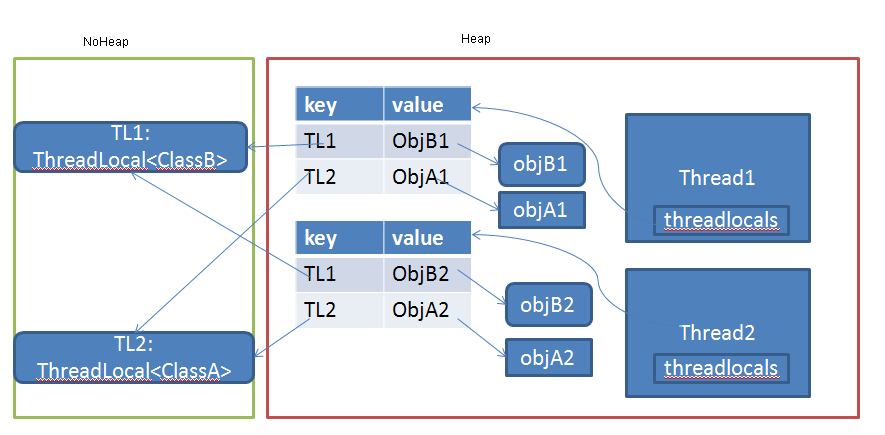 NoHeap
Heap
TL1:
ThreadLocal<ClassB>
TL2:
ThreadLocal<ClassA>
key value
TL1 ObjB1
TL2 ObjA1
objB1
objA1
key value
TL1 ObjB2
TL2 ObjA2
objB2
objA2
Thread1
threadlocals
Thread2
threadlocals